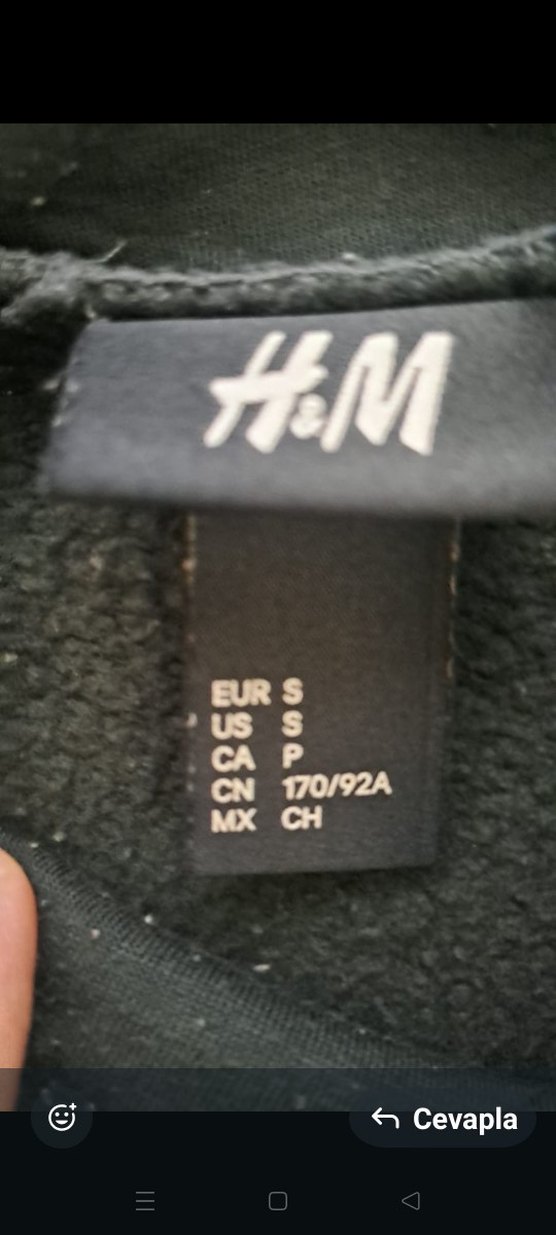 H&M
EUR S
US S
CA P
CN 170/92A
MX CH
Cevapla